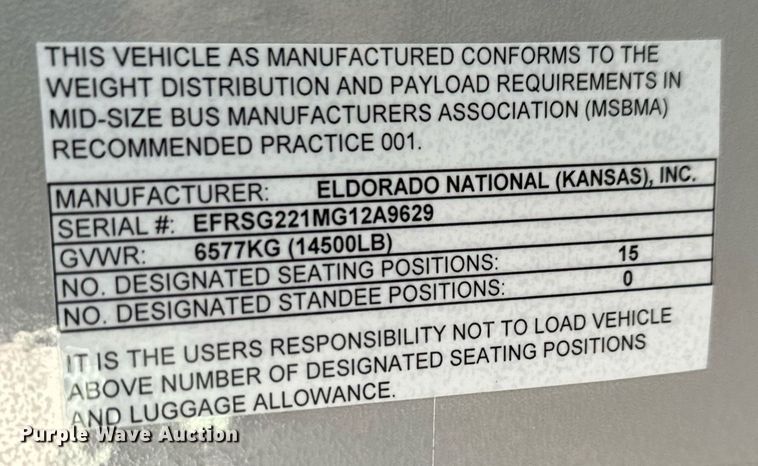 THIS VEHICLE AS MANUFACTURED CONFORMS TO THE
WEIGHT DISTRIBUTION AND PAYLOAD REQUIREMENTS IN
MID-SIZE BUS MANUFACTURERS ASSOCIATION (MSBMA)
RECOMMENDED PRACTICE 001.
MANUFACTURER: ELDORADO NATIONAL (KANSAS), INC.
SERIAL #: EFRSG221MG12A9629
GVWR: 6577KG (14500LB)
NO. DESIGNATED SEATING POSITIONS: 15
NO. DESIGNATED STANDEE POSITIONS: 0
IT IS THE USERS RESPONSIBILITY NOT TO LOAD VEHICLE
ABOVE NUMBER OF DESIGNATED SEATING POSITIONS
AND LUGGAGE ALLOWANCE.
Purple Wave Auction